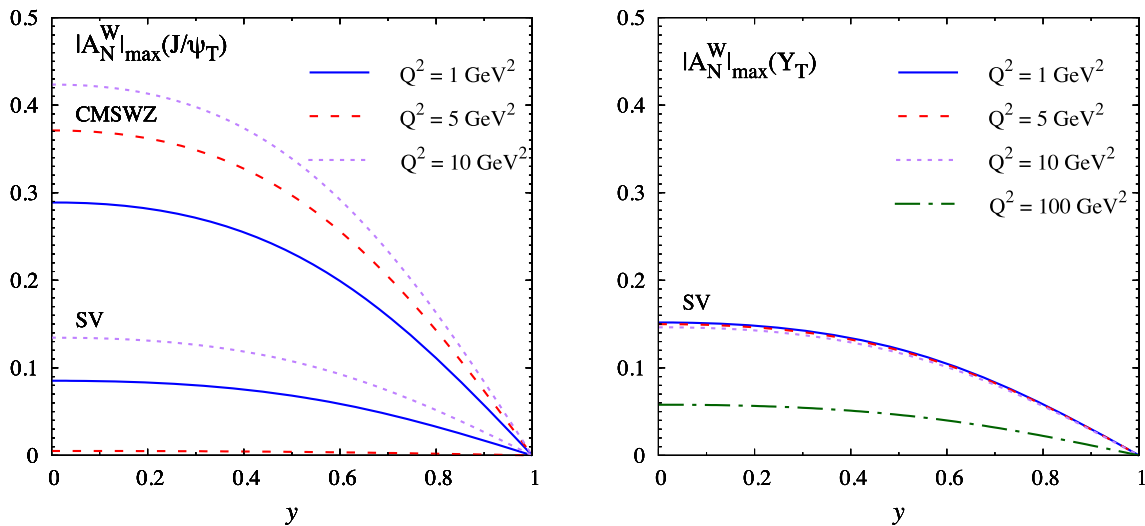 |A_N^W|_max(J/ψ_T)
Q² = 1 GeV²
Q² = 5 GeV²
Q² = 10 GeV²
CMSWZ
SV
0.5
0.4
0.3
0.2
0.1
0
0 0.2 0.4 0.6 0.8 1
y
|A_N^W|_max(Υ_T)
Q² = 1 GeV²
Q² = 5 GeV²
Q² = 10 GeV²
Q² = 100 GeV²
SV
0.5
0.4
0.3
0.2
0.1
0
0 0.2 0.4 0.6 0.8 1
y